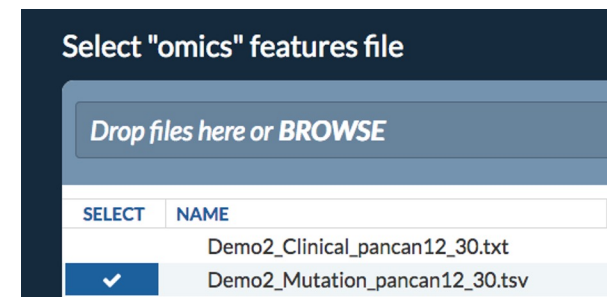 Select "omics" features file
Drop files here or BROWSE
SELECT NAME
Demo2_Clinical_pancan12_30.txt
Demo2_Mutation_pancan12_30.tsv